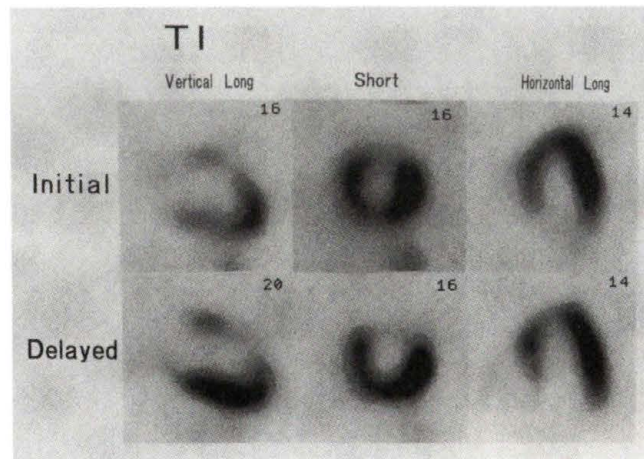 Tl
Vertical Long Short Horizontal Long
16 16 14
Initial
20 16 14
Delayed